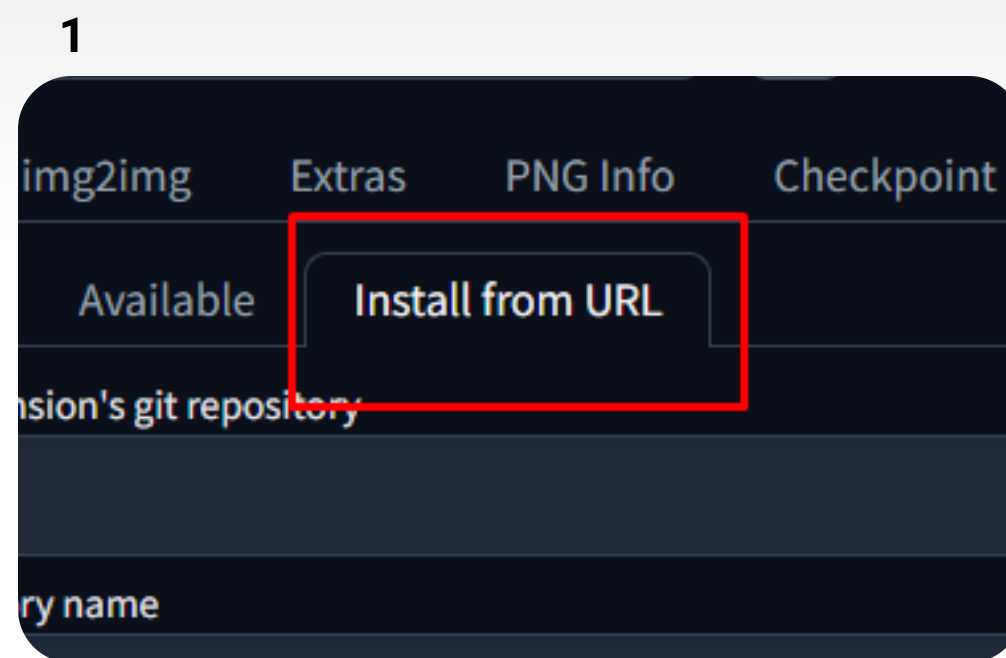 1
img2img Extras PNG Info Checkpoint
Available Install from URL
nsion's git repository
ry name